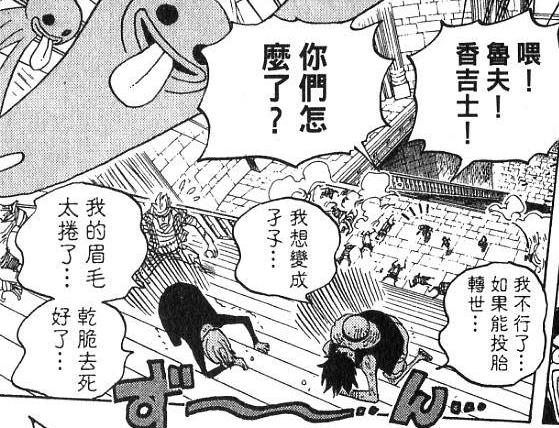 喂！
魯夫！
香吉士！
你們怎
麼了？
我不行了…
如果能投胎
轉世…
我想變成
孑孑…
我的眉毛
太捲了…
乾脆去死
好了…
ず～～ん…